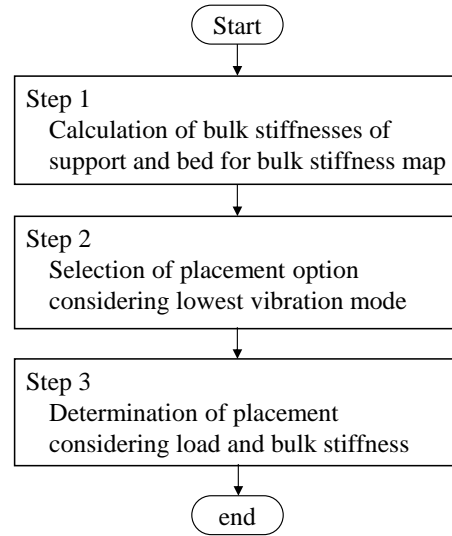 Start
Step 1
Calculation of bulk stiffnesses of
support and bed for bulk stiffness map
Step 2
Selection of placement option
considering lowest vibration mode
Step 3
Determination of placement
considering load and bulk stiffness
end